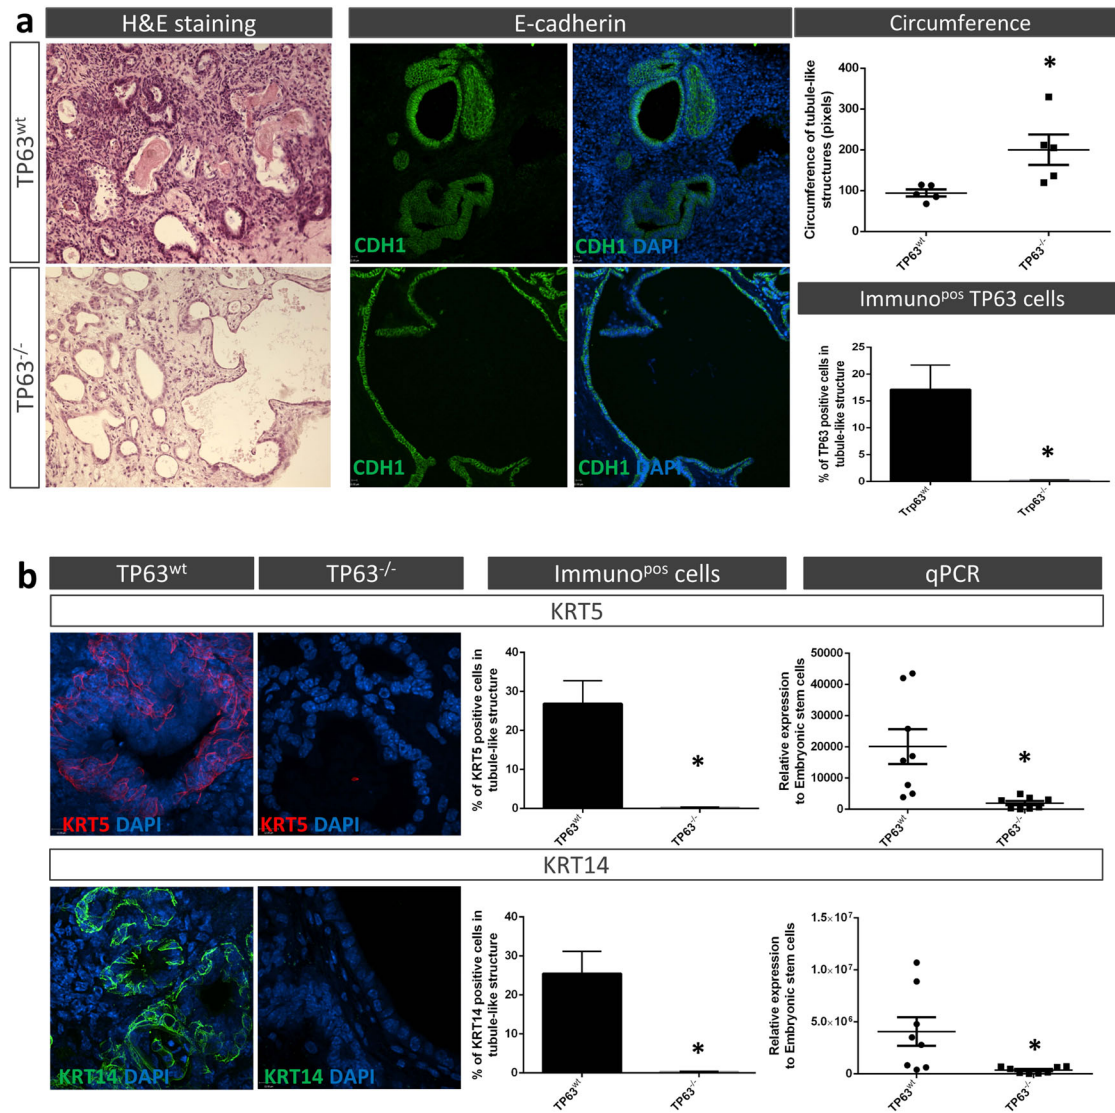 a
H&E staining
E-cadherin
Circumference
TP63wt
CDH1
CDH1 DAPI
Circumference of tubule-like
structures (pixels)
400
300
200
100
0
*
TP63wt
TP63-/-
TP63-/-
CDH1
CDH1 DAPI
Immunopos TP63 cells
% of TP63 positive cells in
tubule-like structure
25
20
15
10
5
0
*
Trp63wt
Trp63-/-
b
TP63wt
TP63-/-
Immunopos cells
qPCR
KRT5
KRT5 DAPI
KRT5 DAPI
% of KRT5 positive cells in
tubule-like structure
40
30
20
10
0
*
TP63wt
TP63-/-
Relative expression
to Embryonic stem cells
50000
40000
30000
20000
10000
0
*
TP63wt
TP63-/-
KRT14
KRT14 DAPI
KRT14 DAPI
% of KRT14 positive cells in
tubule-like structure
40
30
20
10
0
*
TP63wt
TP63-/-
Relative expression
to Embryonic stem cells
1.5×10^7
1.0×10^7
5.0×10^6
0
*
TP63wt
TP63-/-